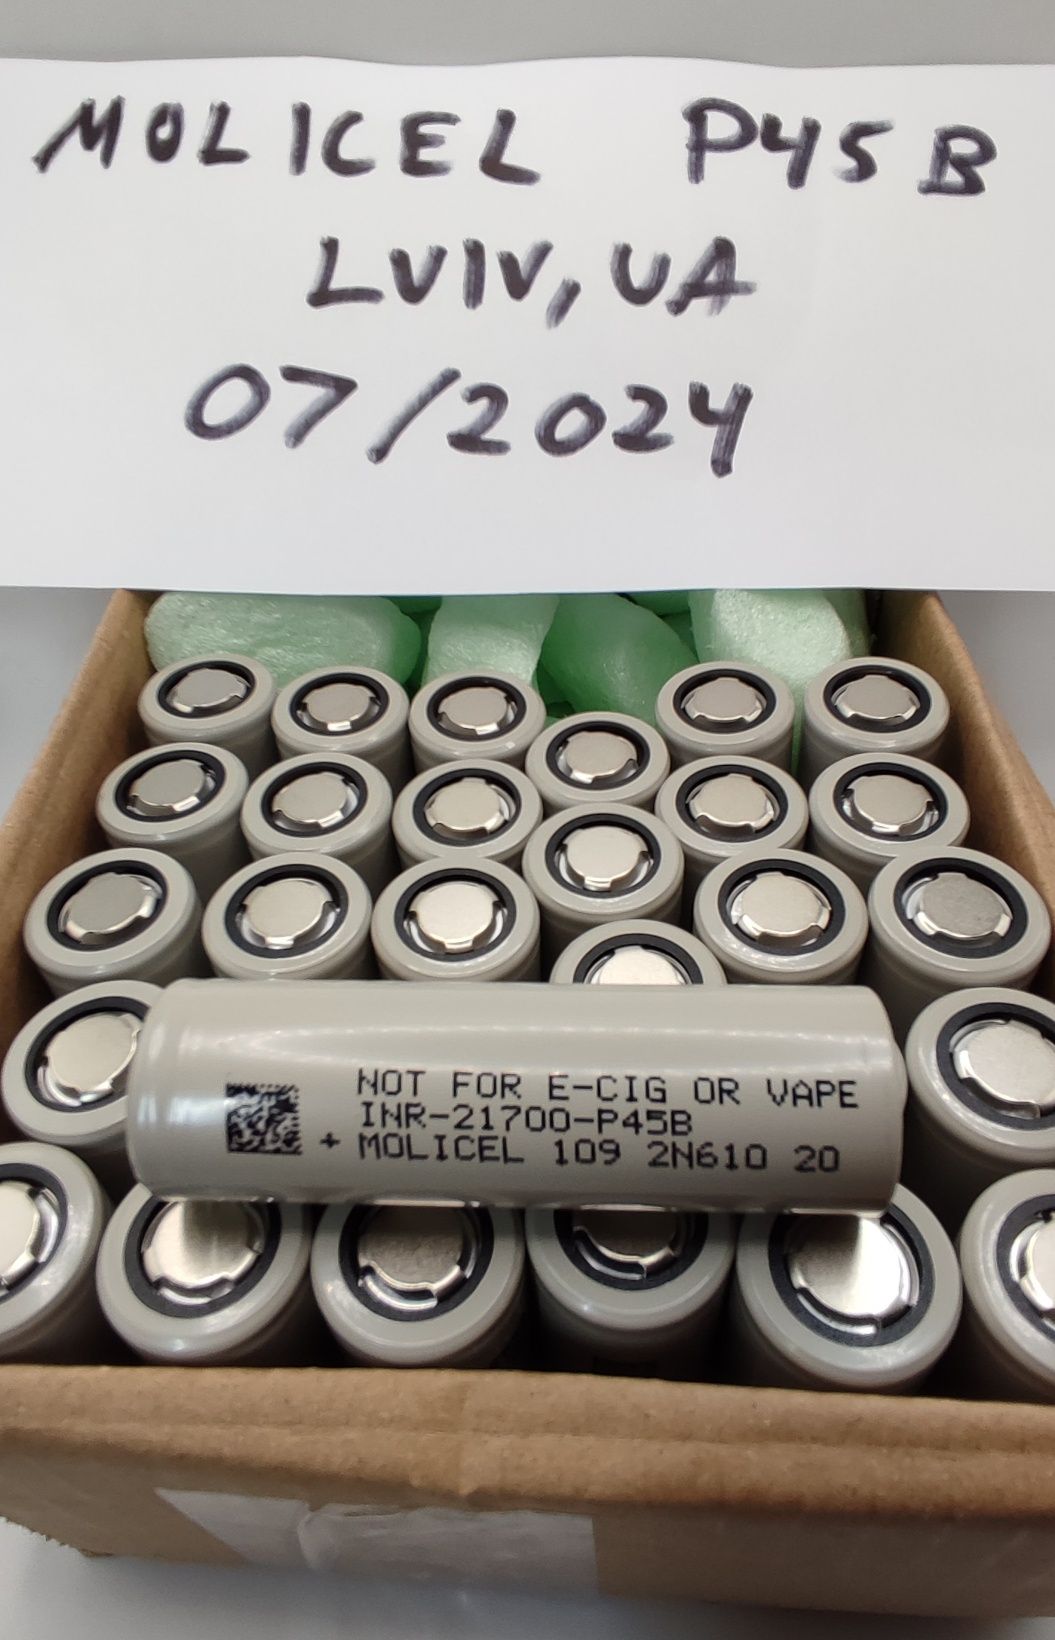 MOLICEL P45B
LVIV, UA
07/2024
NOT FOR E-CIG OR VAPE
INR-21700-P45B
+ MOLICEL 109 2N610 20